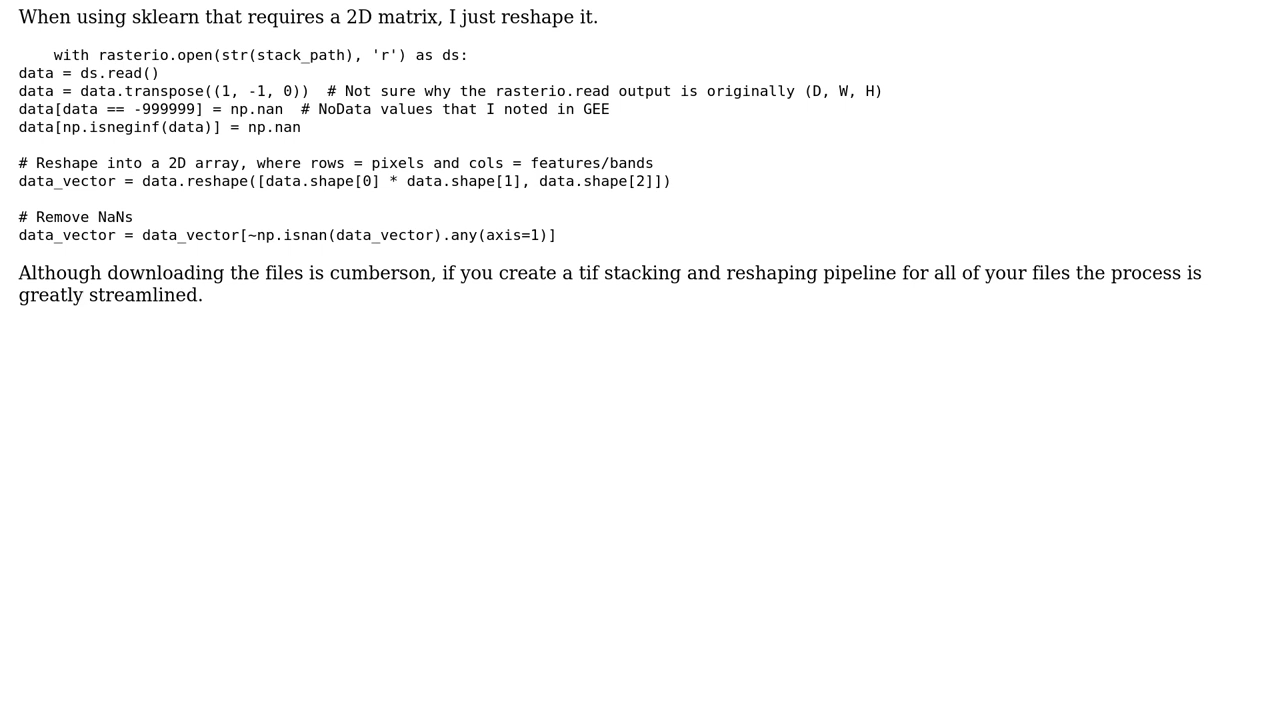 When using sklearn that requires a 2D matrix, I just reshape it.
    with rasterio.open(str(stack_path), 'r') as ds:
data = ds.read()
data = data.transpose((1, -1, 0))  # Not sure why the rasterio.read output is originally (D, W, H)
data[data == -999999] = np.nan  # NoData values that I noted in GEE
data[np.isneginf(data)] = np.nan

# Reshape into a 2D array, where rows = pixels and cols = features/bands
data_vector = data.reshape([data.shape[0] * data.shape[1], data.shape[2]])

# Remove NaNs
data_vector = data_vector[~np.isnan(data_vector).any(axis=1)]
Although downloading the files is cumberson, if you create a tif stacking and reshaping pipeline for all of your files the process is
greatly streamlined.